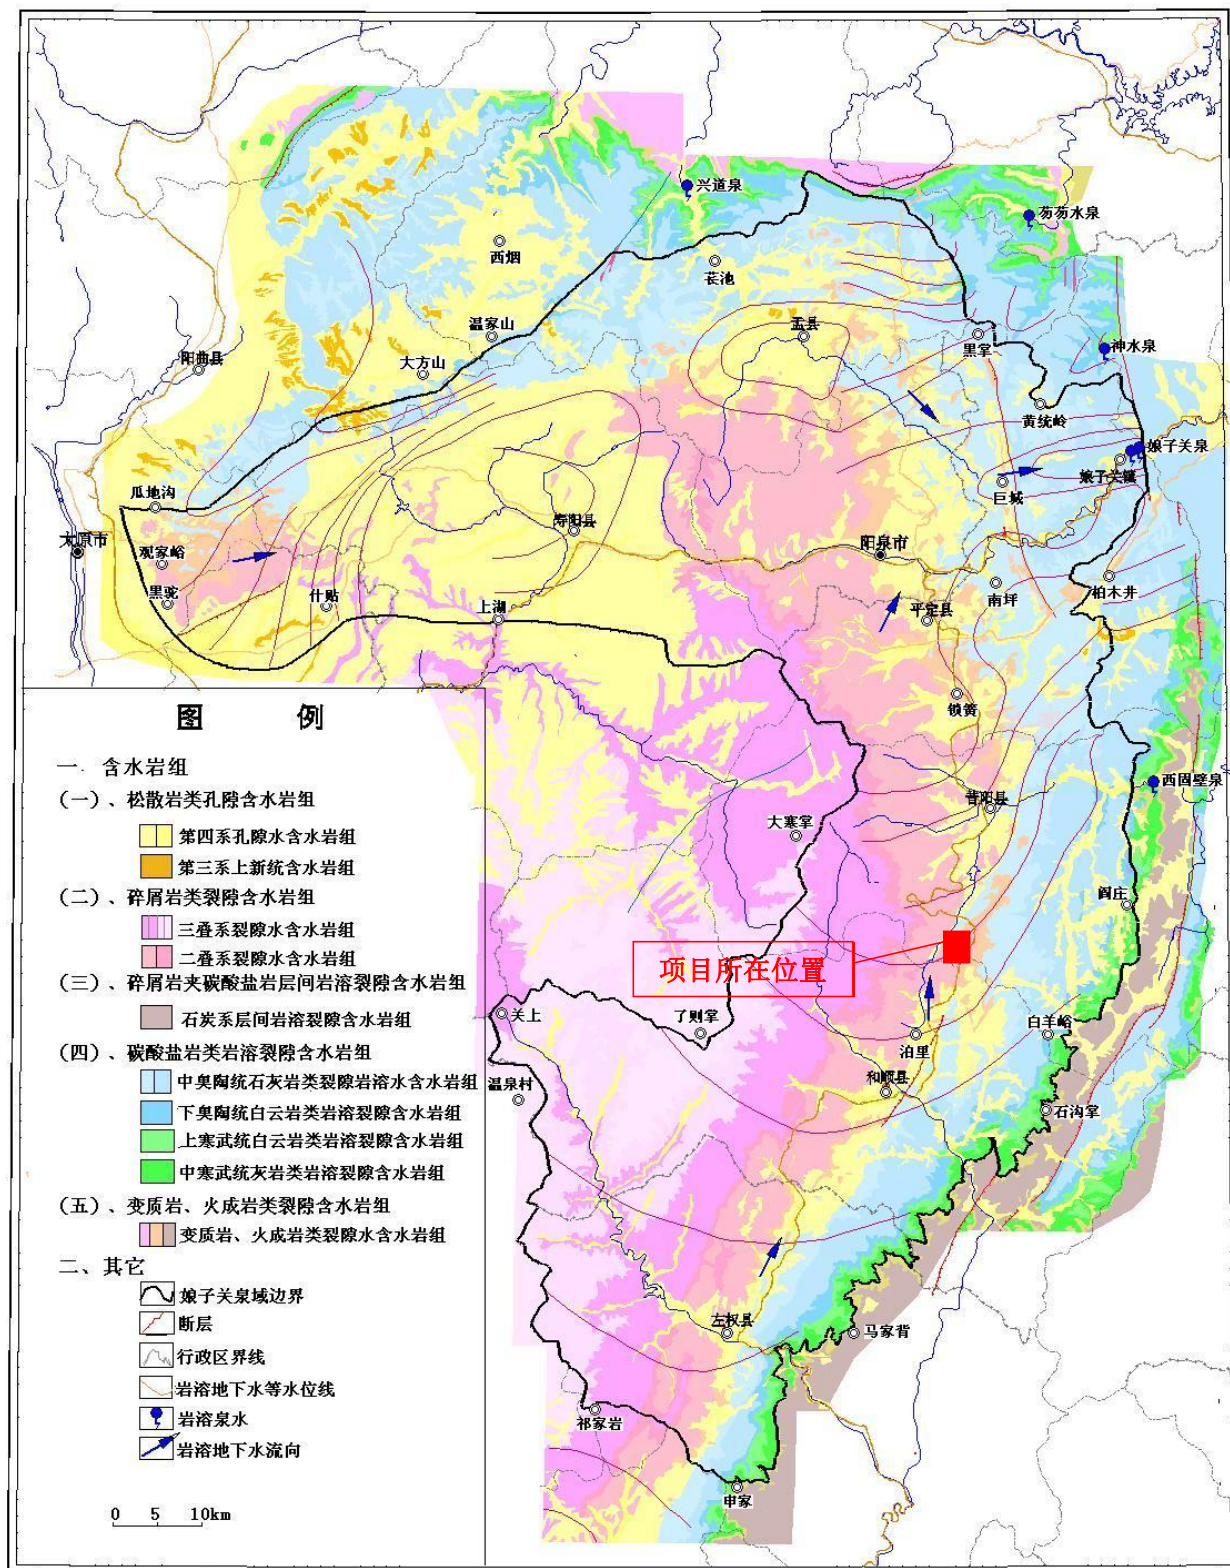 兴道泉
苈苈水泉
西烟
苌池
温家山
盂县
黑掌
神水泉
阳曲县
大方山
黄统岭
娘子关泉
娘子关镇
瓜地沟
巨城
太原市
寿阳县
阳泉市
观家峪
黑驼
什贴
上湖
平定县
南坪
柏木井
锁簧
西固壁泉
昔阳县
大寒掌
阎庄
项目所在位置
关上
了则掌
泊里
白羊峪
温泉村
和顺县
石沟掌
左权县
马家背
祁家岩
申家
图 例
一. 含水岩组
(一)、松散岩类孔隙含水岩组
第四系孔隙水含水岩组
第三系上新统含水岩组
(二)、碎屑岩类裂隙含水岩组
三叠系裂隙水含水岩组
二叠系裂隙水含水岩组
(三)、碎屑岩夹碳酸盐岩层间岩溶裂隙含水岩组
石炭系层间岩溶裂隙含水岩组
(四)、碳酸盐岩类岩溶裂隙含水岩组
中奥陶统石灰岩类裂隙岩溶水含水岩组
下奥陶统白云岩类岩溶裂隙含水岩组
上寒武统白云岩类岩溶裂隙含水岩组
中寒武统灰岩类岩溶裂隙含水岩组
(五)、变质岩、火成岩类裂隙含水岩组
变质岩、火成岩类裂隙水含水岩组
二、其它
娘子关泉域边界
断层
行政区界线
岩溶地下水等水位线
岩溶泉水
岩溶地下水流向
0 5 10km